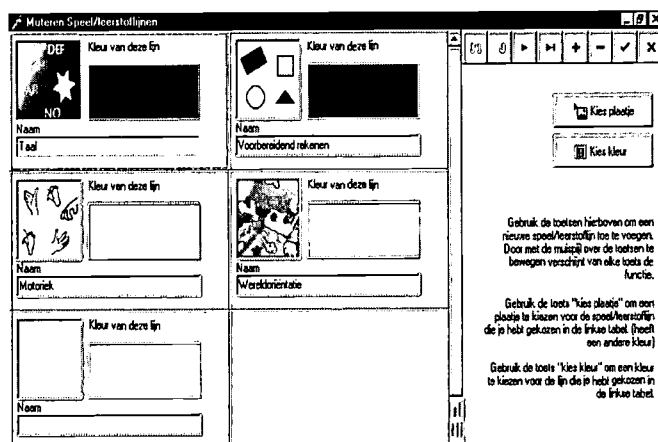 Muteren Speel/leerstoflijnen
DEF
AB
NO
Kleur van deze lijn
Naam
Taal
Kleur van deze lijn
Naam
Voorbereidend rekenen
Kleur van deze lijn
Naam
Motoriek
Kleur van deze lijn
Naam
Wereldoriëntatie
Kleur van deze lijn
Naam
Kies plaatje
Kies kleur
Gebruik de toetsen hierboven om een
nieuwe speel/leerstoflijn toe te voegen.
Door met de muispijl over de toetsen te
bewegen verschijnt van elke toets de
functie.
Gebruik de toets "kies plaatje" om een
plaatje te kiezen voor de speel/leerstoflijn
die je hebt gekozen in de linkse tabel (heeft
een andere kleur)
Gebruik de toets "kies kleur" om een kleur
te kiezen voor de lijn die je hebt gekozen in
de linkse tabel.